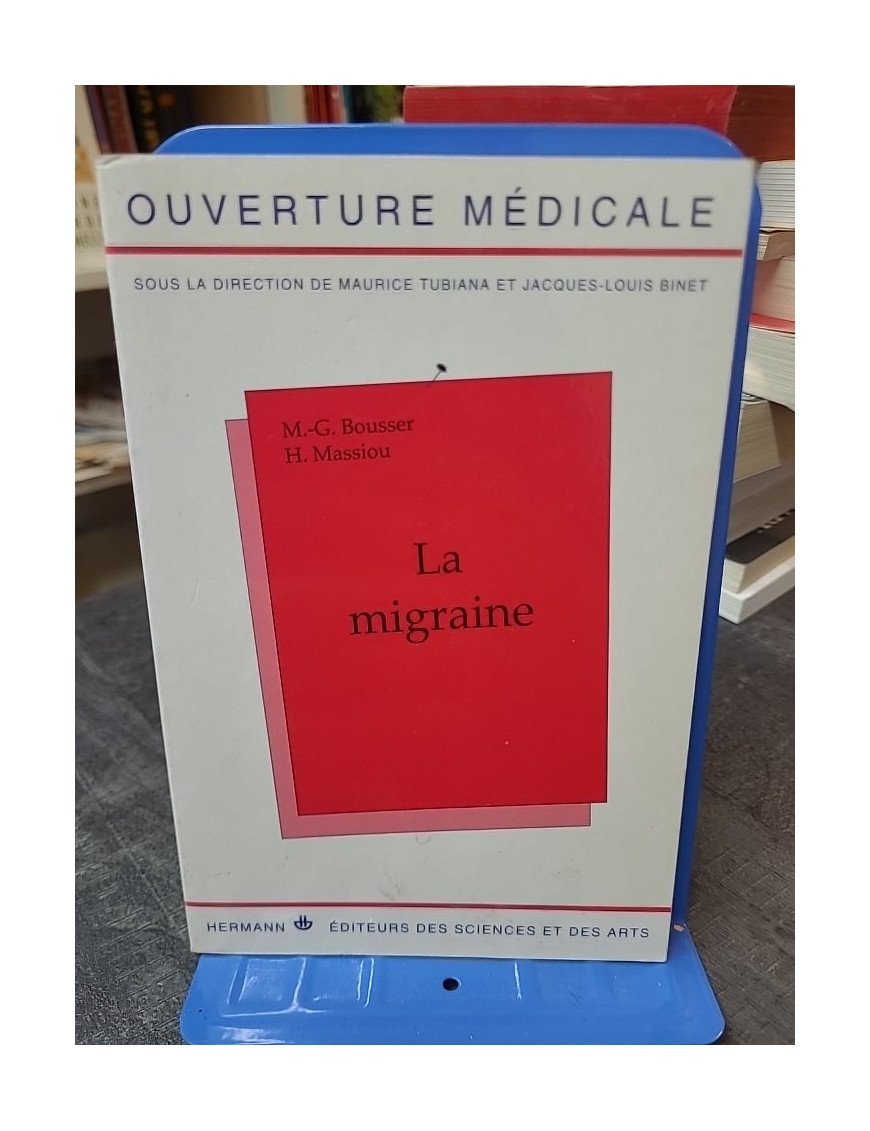 OUVERTURE MÉDICALE
SOUS LA DIRECTION DE MAURICE TUBIANA ET JACQUES-LOUIS BINET
M.-G. Bousser
H. Massiou
La
migraine
HERMANN ÉDITEURS DES SCIENCES ET DES ARTS